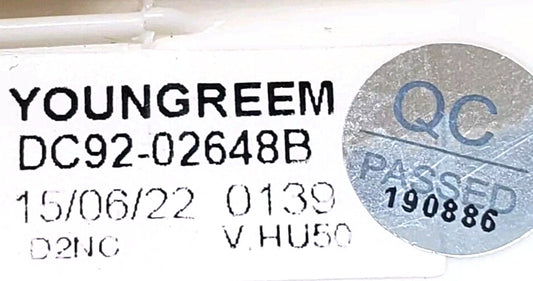 YOUNGREEM
DC92-02648B
15/06/22 0139
D2NC V.HU50
QC
PASSED
190886